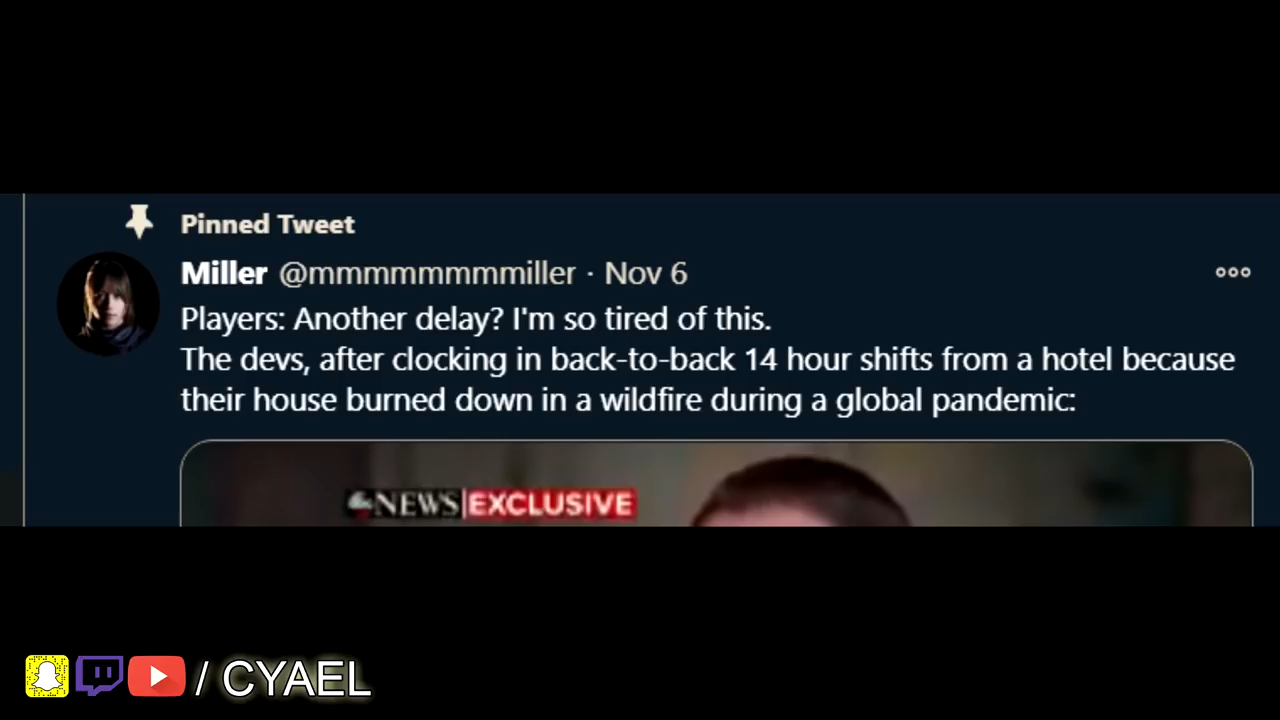 Pinned Tweet
Miller @mmmmmmmmiller · Nov 6
Players: Another delay? I'm so tired of this.
The devs, after clocking in back-to-back 14 hour shifts from a hotel because
their house burned down in a wildfire during a global pandemic:
NEWS EXCLUSIVE
/ CYAEL